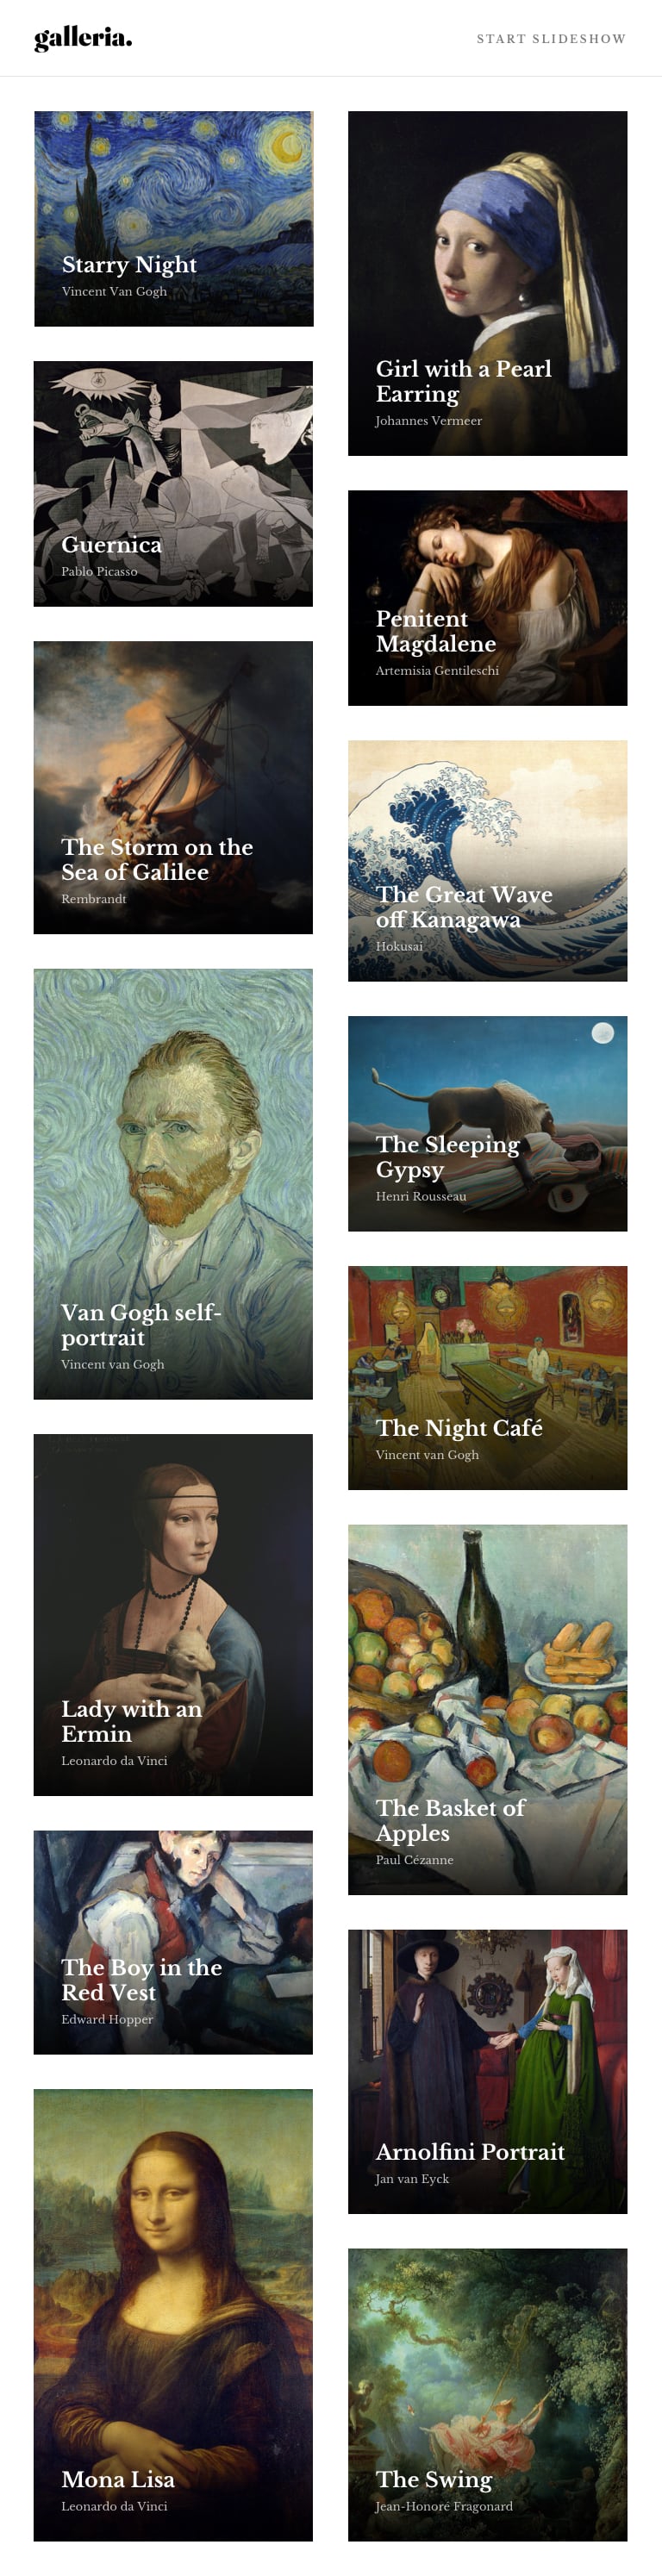 galleria.
START SLIDESHOW
Starry Night
Vincent Van Gogh
Guernica
Pablo Picasso
The Storm on the
Sea of Galilee
Rembrandt
Van Gogh self-
portrait
Vincent van Gogh
Lady with an
Ermin
Leonardo da Vinci
The Boy in the
Red Vest
Edward Hopper
Mona Lisa
Leonardo da Vinci
Girl with a Pearl
Earring
Johannes Vermeer
Penitent
Magdalene
Artemisia Gentileschi
The Great Wave
off Kanagawa
Hokusai
The Sleeping
Gypsy
Henri Rousseau
The Night Café
Vincent van Gogh
The Basket of
Apples
Paul Cézanne
Arnolfini Portrait
Jan van Eyck
The Swing
Jean-Honoré Fragonard